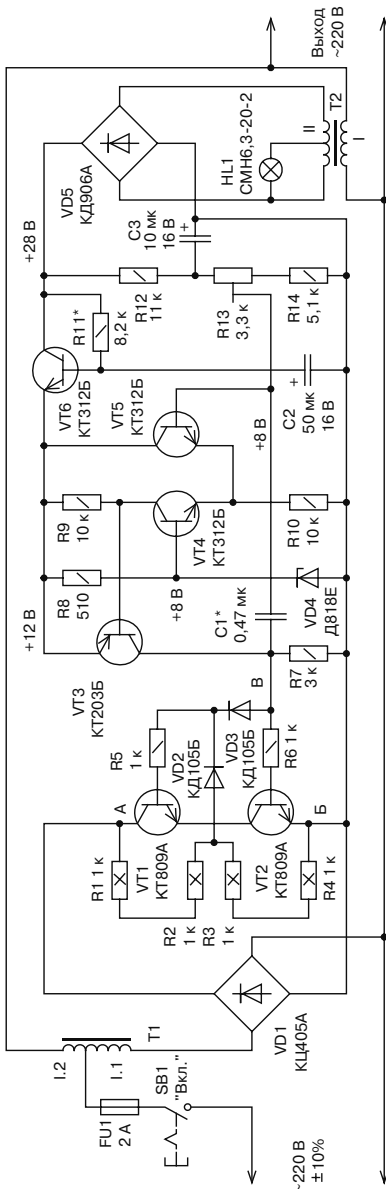 I.2
I.1
T1
FU1
2 А
SB1
"Вкл."
~220 В
±10%
VD1
КЦ405А
R1 1 к
R2
1 к
R3
1 к
R4 1 к
А
VT1
КТ809А
VT2
КТ809А
Б
R5
1 к
VD2
КД105Б
VD3
КД105Б
R6 1 к
В
VT3
КТ203Б
+12 В
R7
3 к
C1*
0,47 мк
R8
510
+8 В
VD4
Д818Е
R9
10 к
VT4
КТ312Б
R10
10 к
VT5
КТ312Б
+8 В
VT6
КТ312Б
R11*
8,2 к
C2
50 мк
16 В
+
+28 В
R12
11 к
R13
3,3 к
R14
5,1 к
C3
10 мк
16 В
+
VD5
КД906А
HL1
СМН6,3-20-2
II
T2
I
Выход
~220 В